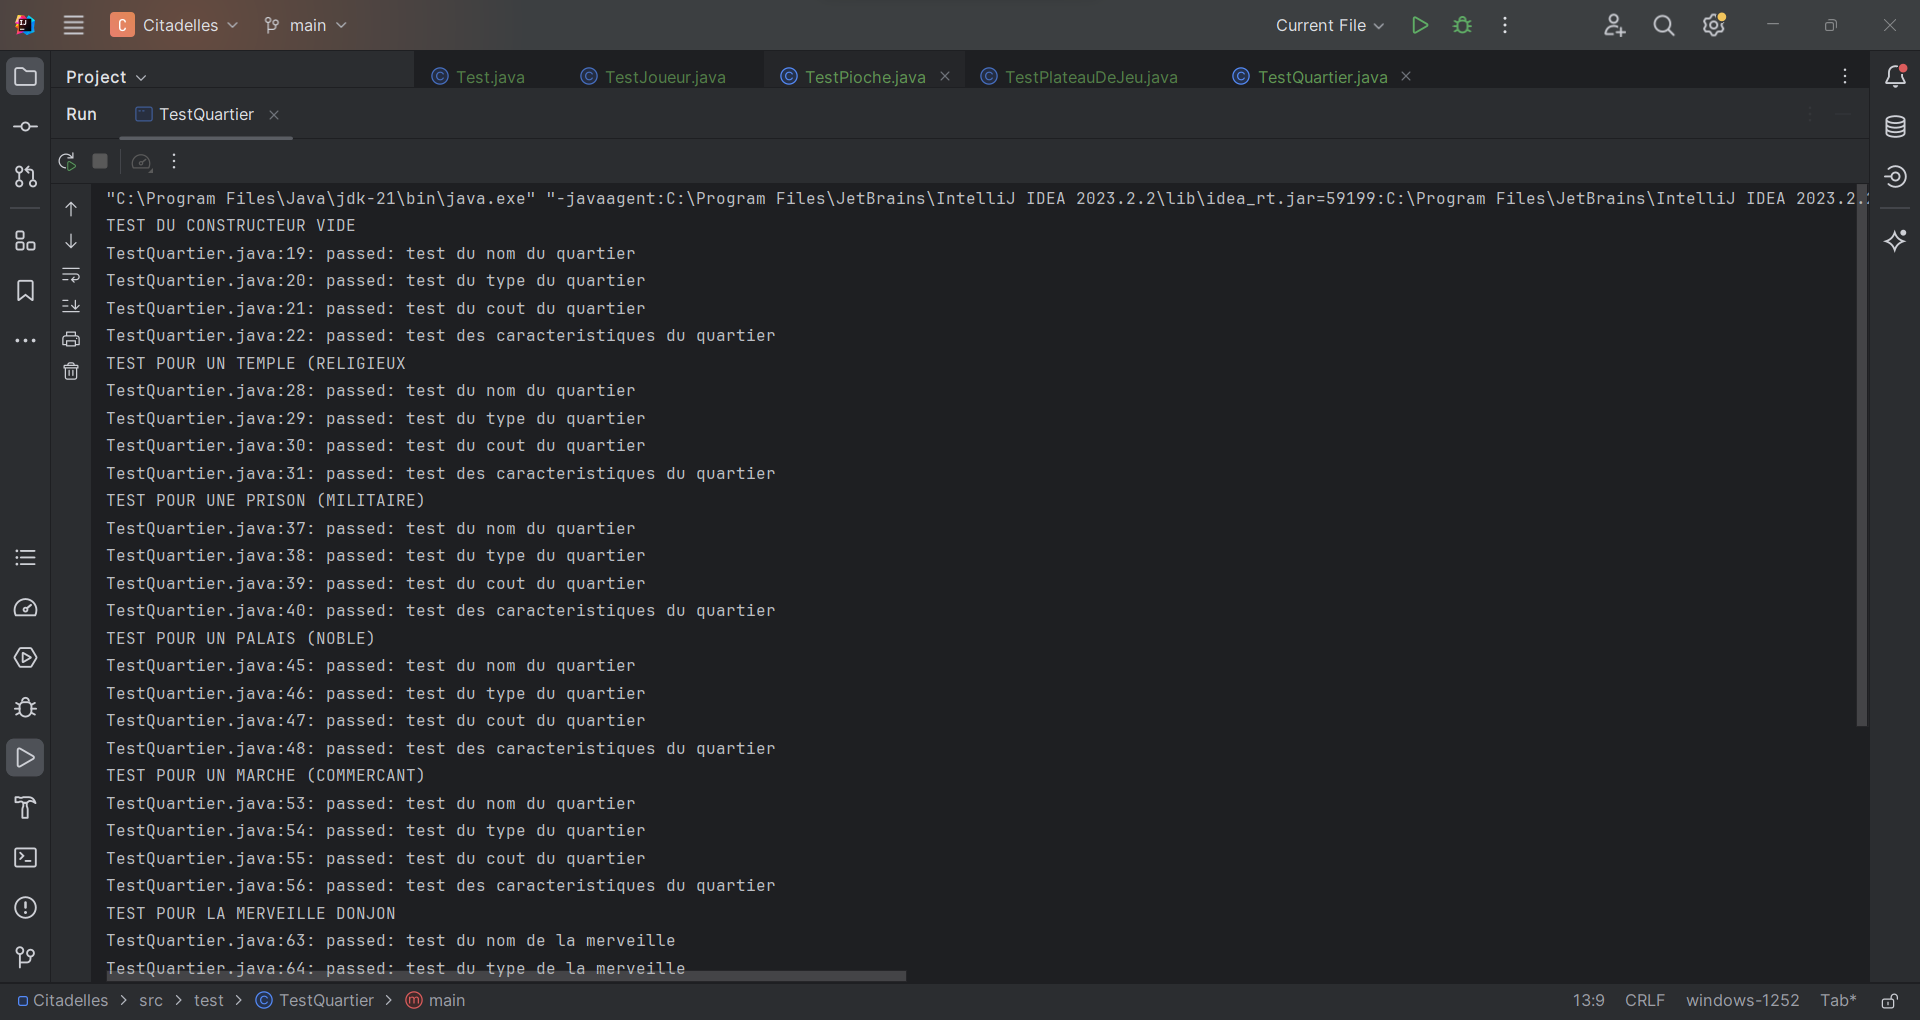 C Citadelles main Current File
Project Test.java TestJoueur.java TestPioche.java TestPlateauDeJeu.java TestQuartier.java
Run TestQuartier
"C:\Program Files\Java\jdk-21\bin\java.exe" "-javaagent:C:\Program Files\JetBrains\IntelliJ IDEA 2023.2.2\lib\idea_rt.jar=59199:C:\Program Files\JetBrains\IntelliJ IDEA 2023.2.
TEST DU CONSTRUCTEUR VIDE
TestQuartier.java:19: passed: test du nom du quartier
TestQuartier.java:20: passed: test du type du quartier
TestQuartier.java:21: passed: test du cout du quartier
TestQuartier.java:22: passed: test des caracteristiques du quartier
TEST POUR UN TEMPLE (RELIGIEUX
TestQuartier.java:28: passed: test du nom du quartier
TestQuartier.java:29: passed: test du type du quartier
TestQuartier.java:30: passed: test du cout du quartier
TestQuartier.java:31: passed: test des caracteristiques du quartier
TEST POUR UNE PRISON (MILITAIRE)
TestQuartier.java:37: passed: test du nom du quartier
TestQuartier.java:38: passed: test du type du quartier
TestQuartier.java:39: passed: test du cout du quartier
TestQuartier.java:40: passed: test des caracteristiques du quartier
TEST POUR UN PALAIS (NOBLE)
TestQuartier.java:45: passed: test du nom du quartier
TestQuartier.java:46: passed: test du type du quartier
TestQuartier.java:47: passed: test du cout du quartier
TestQuartier.java:48: passed: test des caracteristiques du quartier
TEST POUR UN MARCHE (COMMERCANT)
TestQuartier.java:53: passed: test du nom du quartier
TestQuartier.java:54: passed: test du type du quartier
TestQuartier.java:55: passed: test du cout du quartier
TestQuartier.java:56: passed: test des caracteristiques du quartier
TEST POUR LA MERVEILLE DONJON
TestQuartier.java:63: passed: test du nom de la merveille
TestQuartier.java:64: passed: test du type de la merveille
Citadelles > src > test > TestQuartier > main 13:9 CRLF windows-1252 Tab*